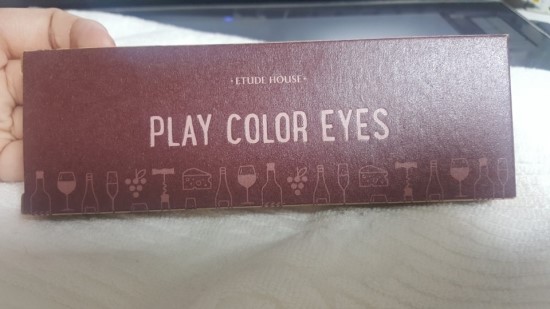 ·ETUDE HOUSE·
PLAY COLOR EYES